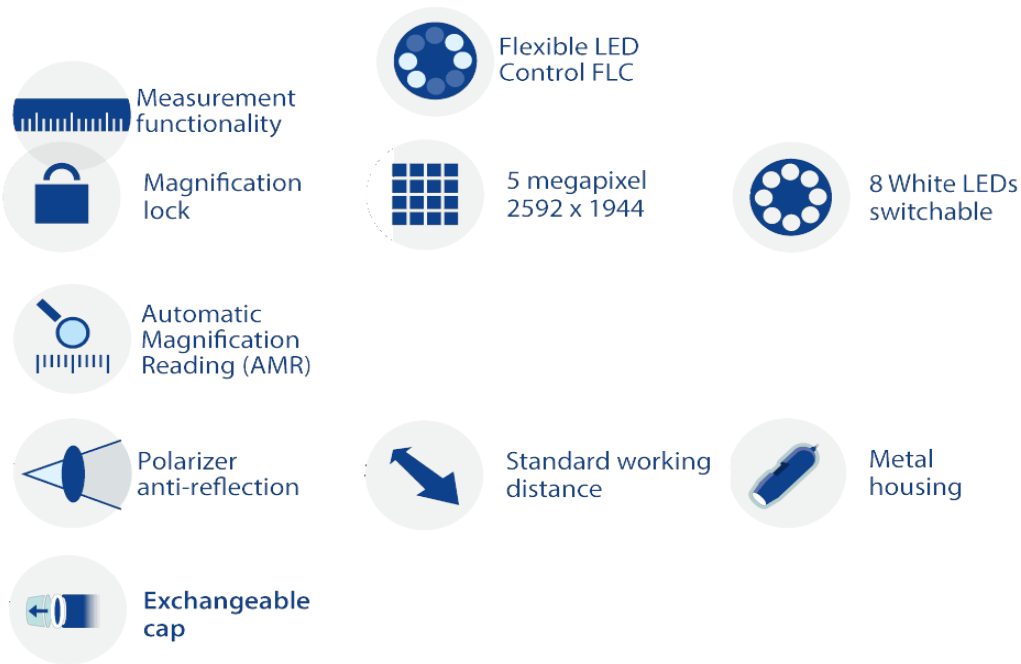 Flexible LED
Control FLC
Measurement
functionality
Magnification
lock
5 megapixel
2592 x 1944
8 White LEDs
switchable
Automatic
Magnification
Reading (AMR)
Polarizer
anti-reflection
Standard working
distance
Metal
housing
Exchangeable
cap